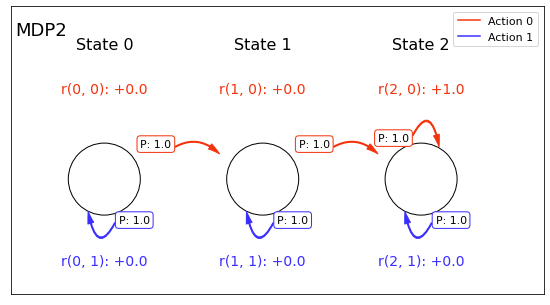 MDP2
State 0 State 1 State 2
Action 0
Action 1
r(0, 0): +0.0 r(1, 0): +0.0 r(2, 0): +1.0
P: 1.0 P: 1.0 P: 1.0
P: 1.0 P: 1.0 P: 1.0
r(0, 1): +0.0 r(1, 1): +0.0 r(2, 1): +0.0